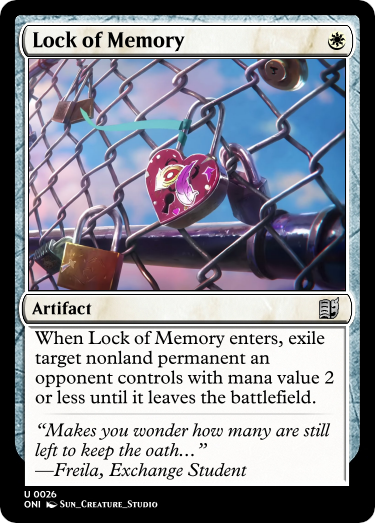 Lock of Memory
Artifact
When Lock of Memory enters, exile
target nonland permanent an
opponent controls with mana value 2
or less until it leaves the battlefield.
“Makes you wonder how many are still
left to keep the oath…”
—Freila, Exchange Student
U 0026
ONI Sun_Creature_Studio